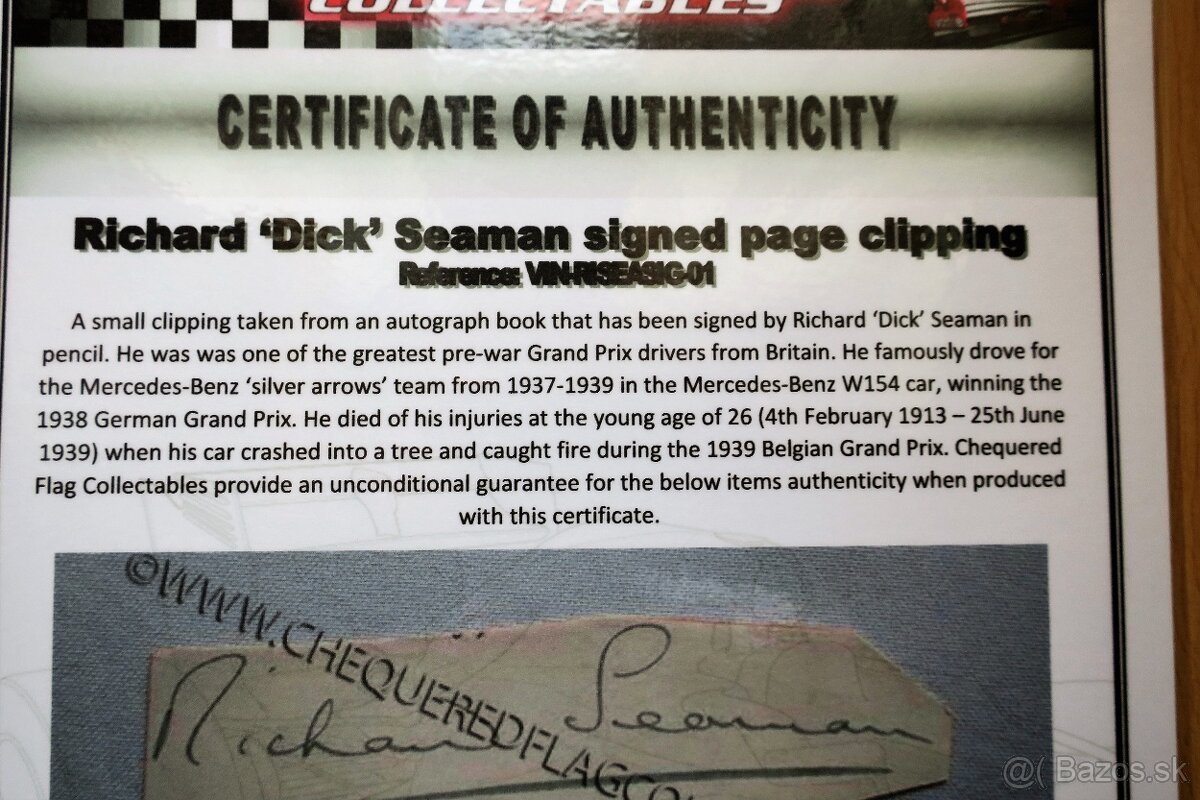 COLLECTABLES
CERTIFICATE OF AUTHENTICITY
Richard ‘Dick’ Seaman signed page clipping
Reference: VIN-RISEASIG-01
A small clipping taken from an autograph book that has been signed by Richard ‘Dick’ Seaman in
pencil. He was was one of the greatest pre-war Grand Prix drivers from Britain. He famously drove for
the Mercedes-Benz ‘silver arrows’ team from 1937-1939 in the Mercedes-Benz W154 car, winning the
1938 German Grand Prix. He died of his injuries at the young age of 26 (4th February 1913 – 25th June
1939) when his car crashed into a tree and caught fire during the 1939 Belgian Grand Prix. Chequered
Flag Collectables provide an unconditional guarantee for the below items authenticity when produced
with this certificate.
©WWW.CHEQUEREDFLAGCO
Richard Seaman
@( Bazos.sk